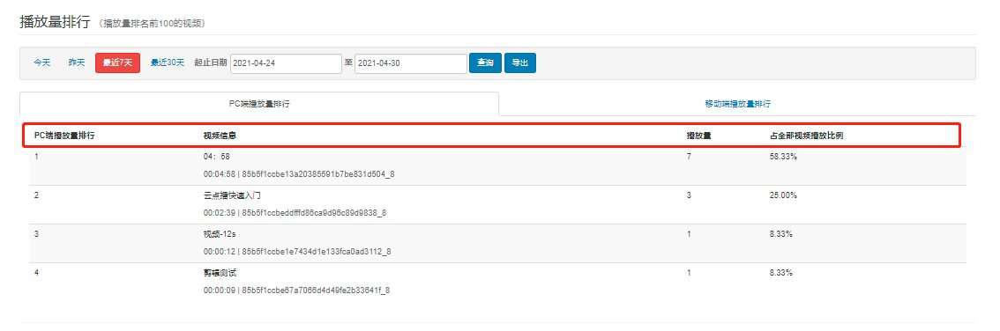 播放量排行 （播放量排名前100的视频）
今天 昨天 最近7天 最近30天 起止日期 2021-04-24 至 2021-04-30 查询 导出
PC端播放量排行 移动端播放量排行
PC端播放量排行 视频信息 播放量 占全部视频播放比例
1 04：58 7 58.33%
00:04:58 | 85b5f1ccbe13a20385591b7be831d504_8
2 云点播快速入门 3 25.00%
00:02:39 | 85b5f1ccbeddfffd86ca9d96c89d9838_8
3 视频-12s 1 8.33%
00:00:12 | 85b5f1ccbe1e7434d1e133fca0ad3112_8
4 剪辑测试 1 8.33%
00:00:09 | 85b5f1ccbe67a7066d4d49fe2b33641f_8